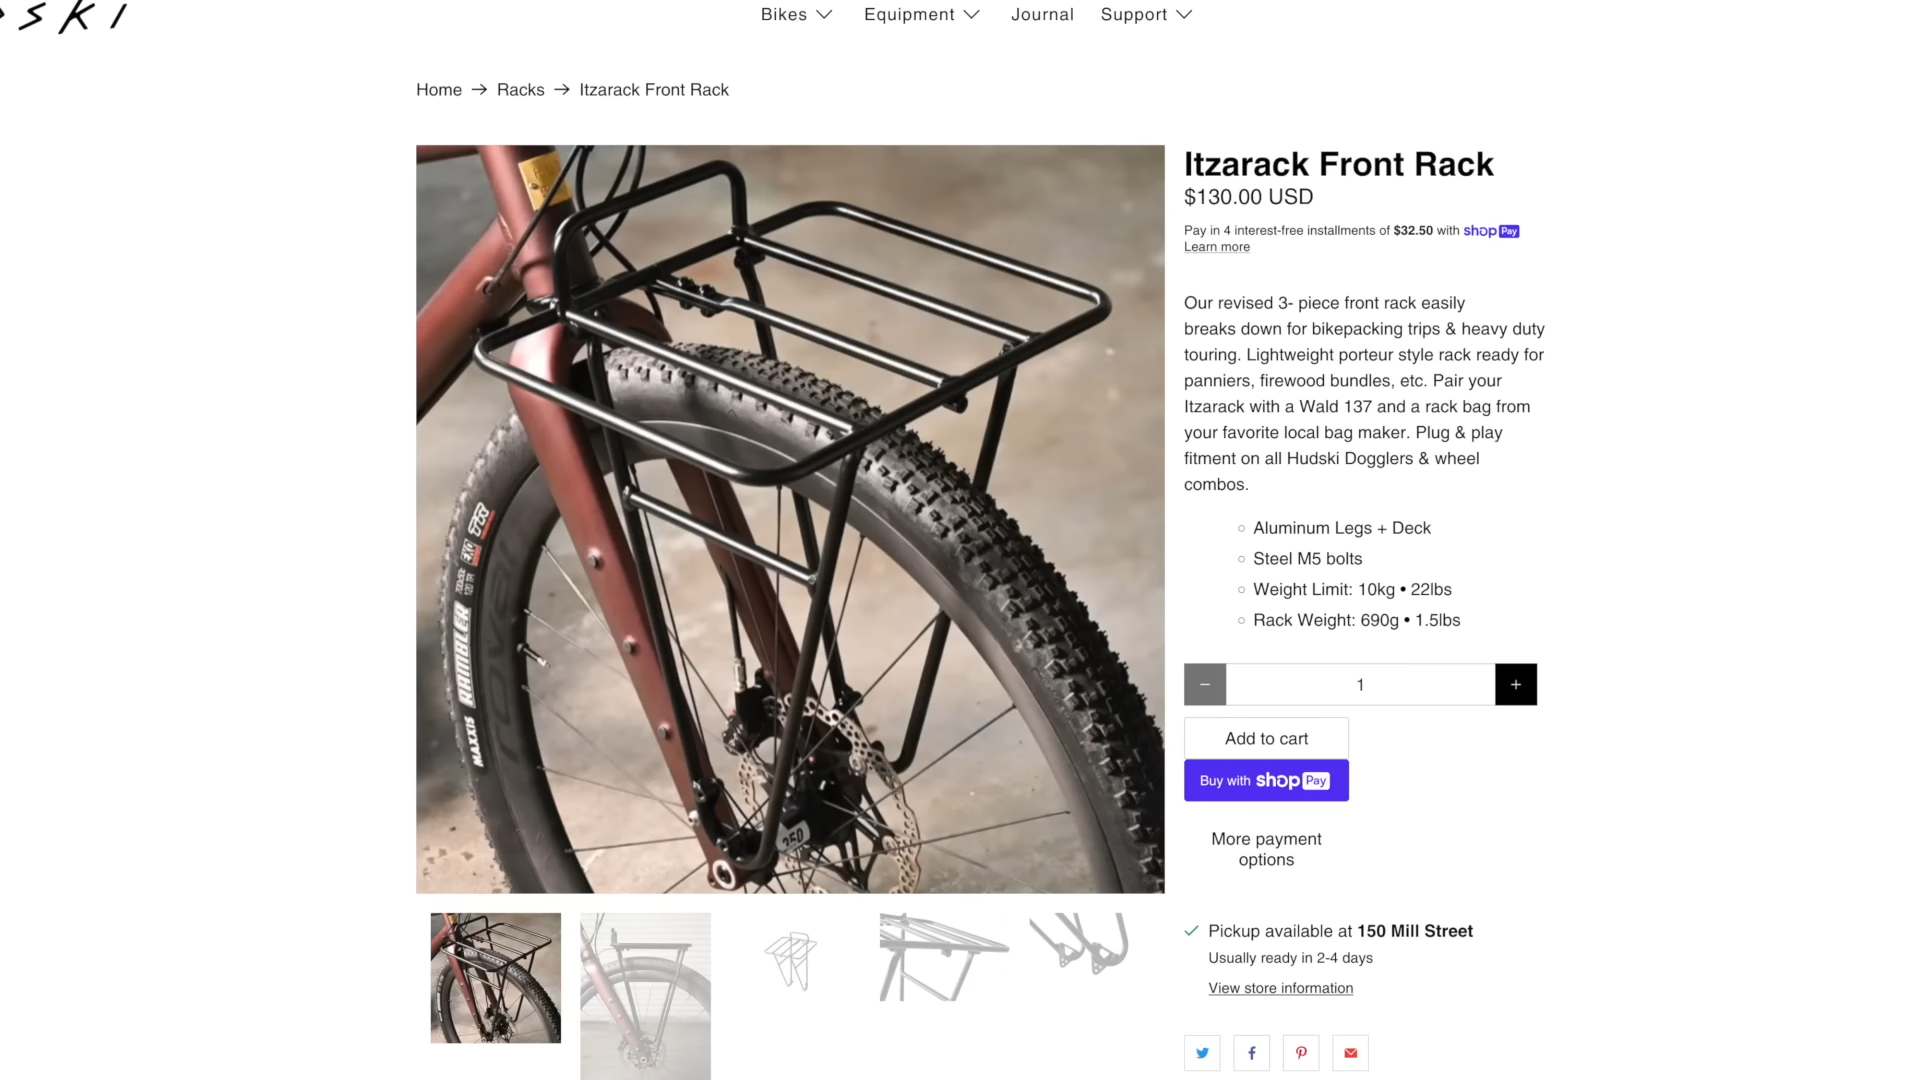 SKI
Bikes
Equipment
Journal
Support
Home → Racks → Itzarack Front Rack
Itzarack Front Rack
$130.00 USD
Pay in 4 interest-free installments of $32.50 with shop Pay
Learn more
Our revised 3- piece front rack easily
breaks down for bikepacking trips & heavy duty
touring. Lightweight porteur style rack ready for
panniers, firewood bundles, etc. Pair your
Itzarack with a Wald 137 and a rack bag from
your favorite local bag maker. Plug & play
fitment on all Hudski Dogglers & wheel
combos.
Aluminum Legs + Deck
Steel M5 bolts
Weight Limit: 10kg • 22lbs
Rack Weight: 690g • 1.5lbs
− 1 +
Add to cart
Buy with shop Pay
More payment
options
Pickup available at 150 Mill Street
Usually ready in 2-4 days
View store information
TR
EXO
RAMBLER
MAXXIS
350